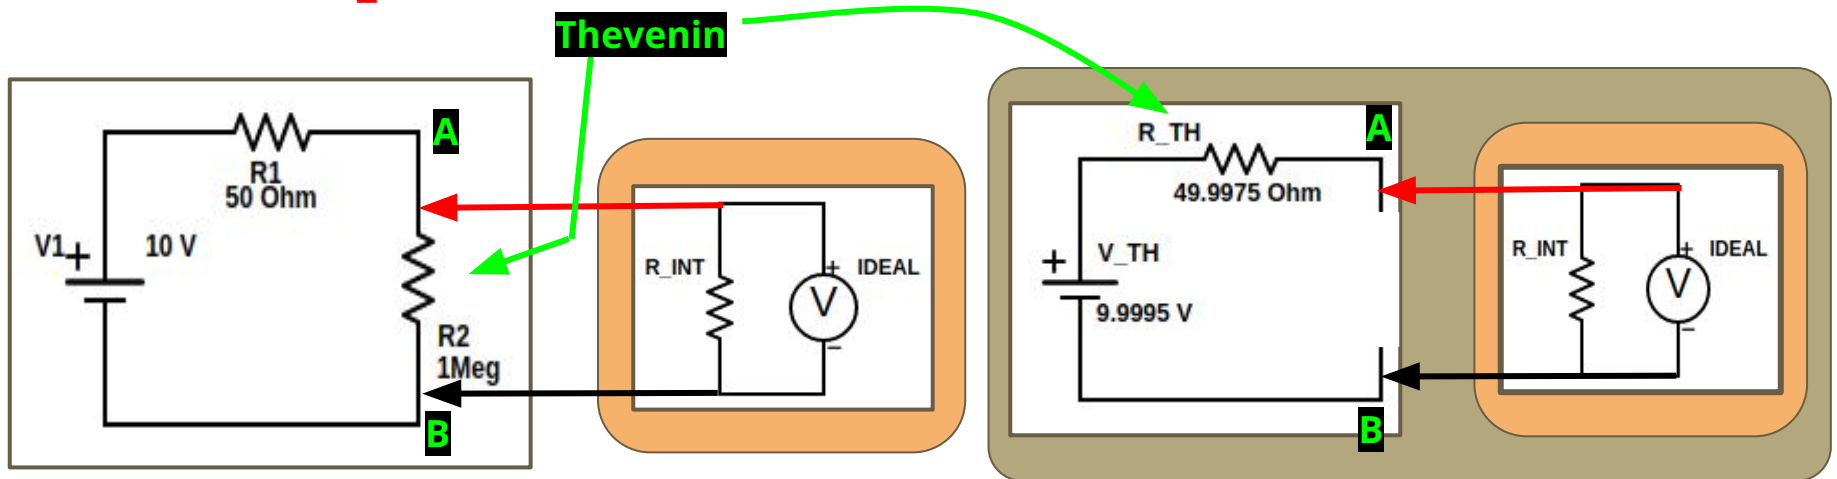 Thevenin
A
R1
50 Ohm
V1
+
10 V
R2
1Meg
B
R_INT
+
IDEAL
V
−
R_TH
A
49.9975 Ohm
+
V_TH
9.9995 V
B
R_INT
+
IDEAL
V
−